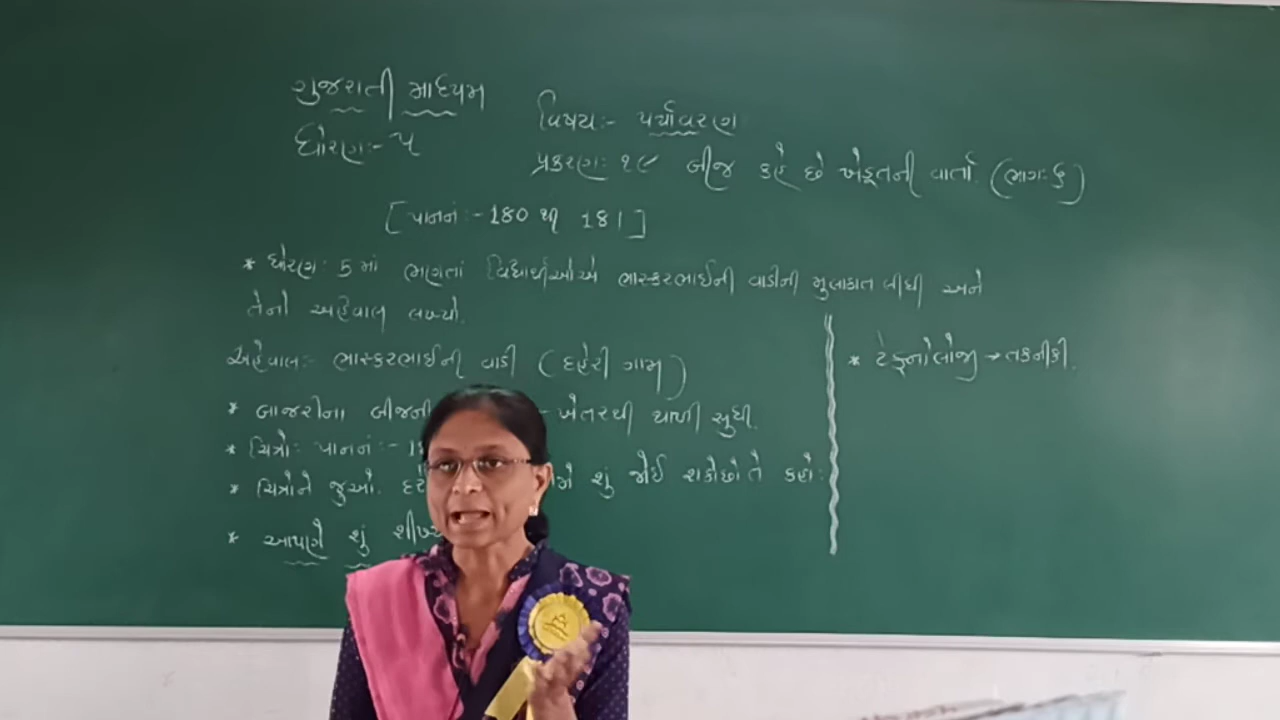 ગુજરાતી માધ્યમ
ધોરણ:- ૫
વિષય:- પર્યાવરણ
પ્રકરણ: ૧૯ બીજ કહે છે ખેડૂતની વાર્તા (ભાગ: ૬)
[પાનનં:- 180 થી 181]
* ધોરણ: 5 માં ભણતાં વિદ્યાર્થીઓએ ભાસ્કરભાઈની વાડીની મુલાકાત લીધી અને
તેનો અહેવાલ લખ્યો.
અહેવાલ:- ભાસ્કરભાઈની વાડી (દહેરી ગામ)
* બાજરીના બીજની - ખેતરથી થાળી સુધી.
* ચિત્રો: પાનનં:-
* ચિત્રોને જુઓ. શું જોઈ શકોછો તે કહો:
* આપણે શું
* ટેક્નોલોજી → તકનીકી.